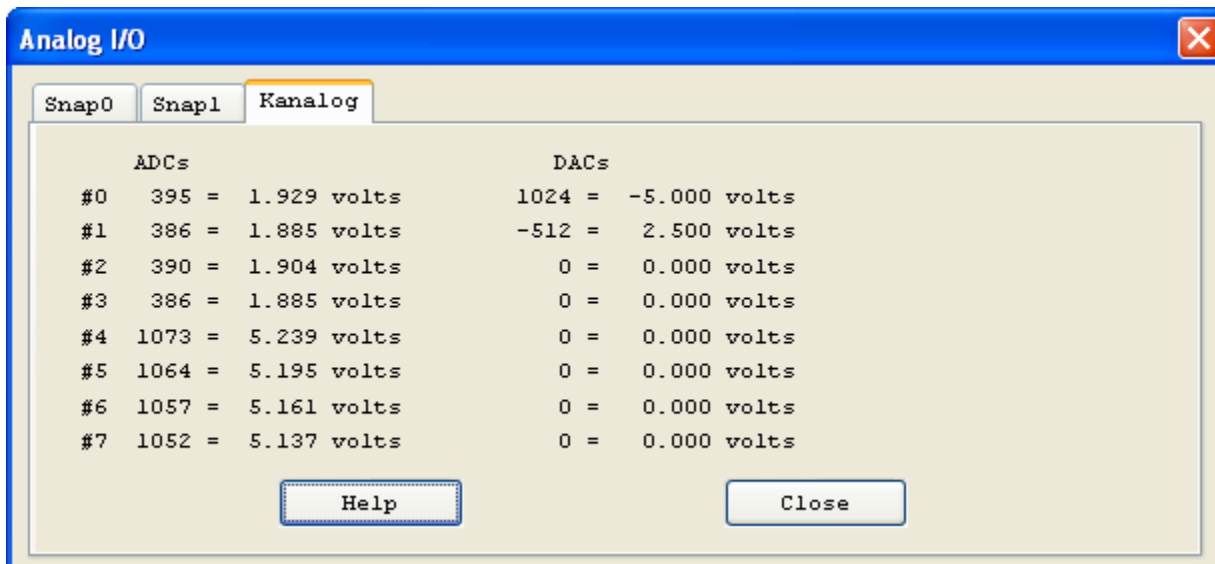 Analog I/O
Snap0 Snap1 Kanalog
ADCs DACs
#0 395 = 1.929 volts 1024 = -5.000 volts
#1 386 = 1.885 volts -512 = 2.500 volts
#2 390 = 1.904 volts 0 = 0.000 volts
#3 386 = 1.885 volts 0 = 0.000 volts
#4 1073 = 5.239 volts 0 = 0.000 volts
#5 1064 = 5.195 volts 0 = 0.000 volts
#6 1057 = 5.161 volts 0 = 0.000 volts
#7 1052 = 5.137 volts 0 = 0.000 volts
Help Close